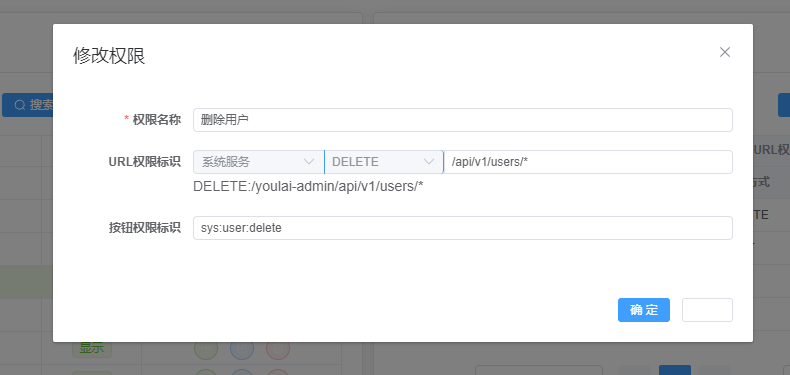 修改权限
搜索
* 权限名称
删除用户
URL权限标识
系统服务
DELETE
/api/v1/users/*
DELETE:/youlai-admin/api/v1/users/*
按钮权限标识
sys:user:delete
确 定
URL权
方式
TE
显示